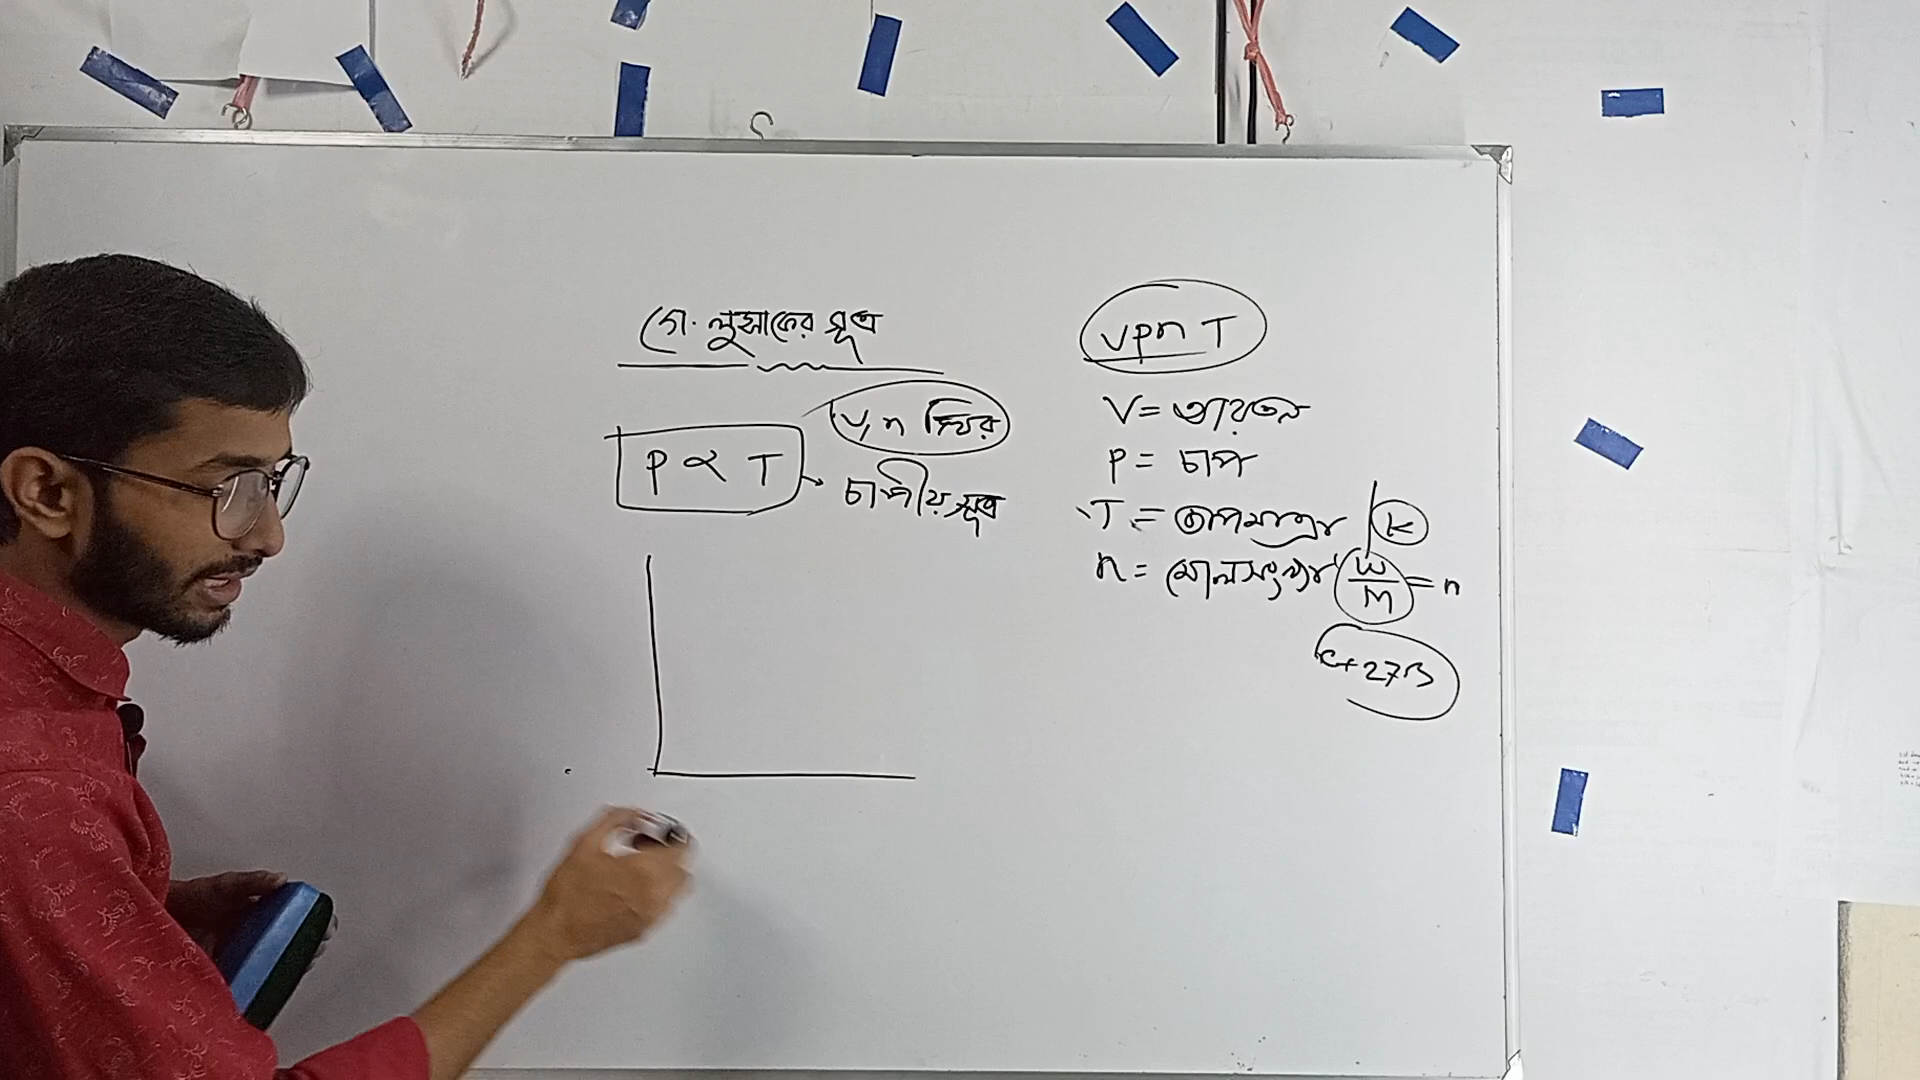 গে. লুসাকের সূত্র
P ∝ T
V, n স্থির
চাপীয় সূত্র
VPnT
V = আয়তন
P = চাপ
T = তাপমাত্রা | K
n = মোলসংখ্যা W/M = n
C+273